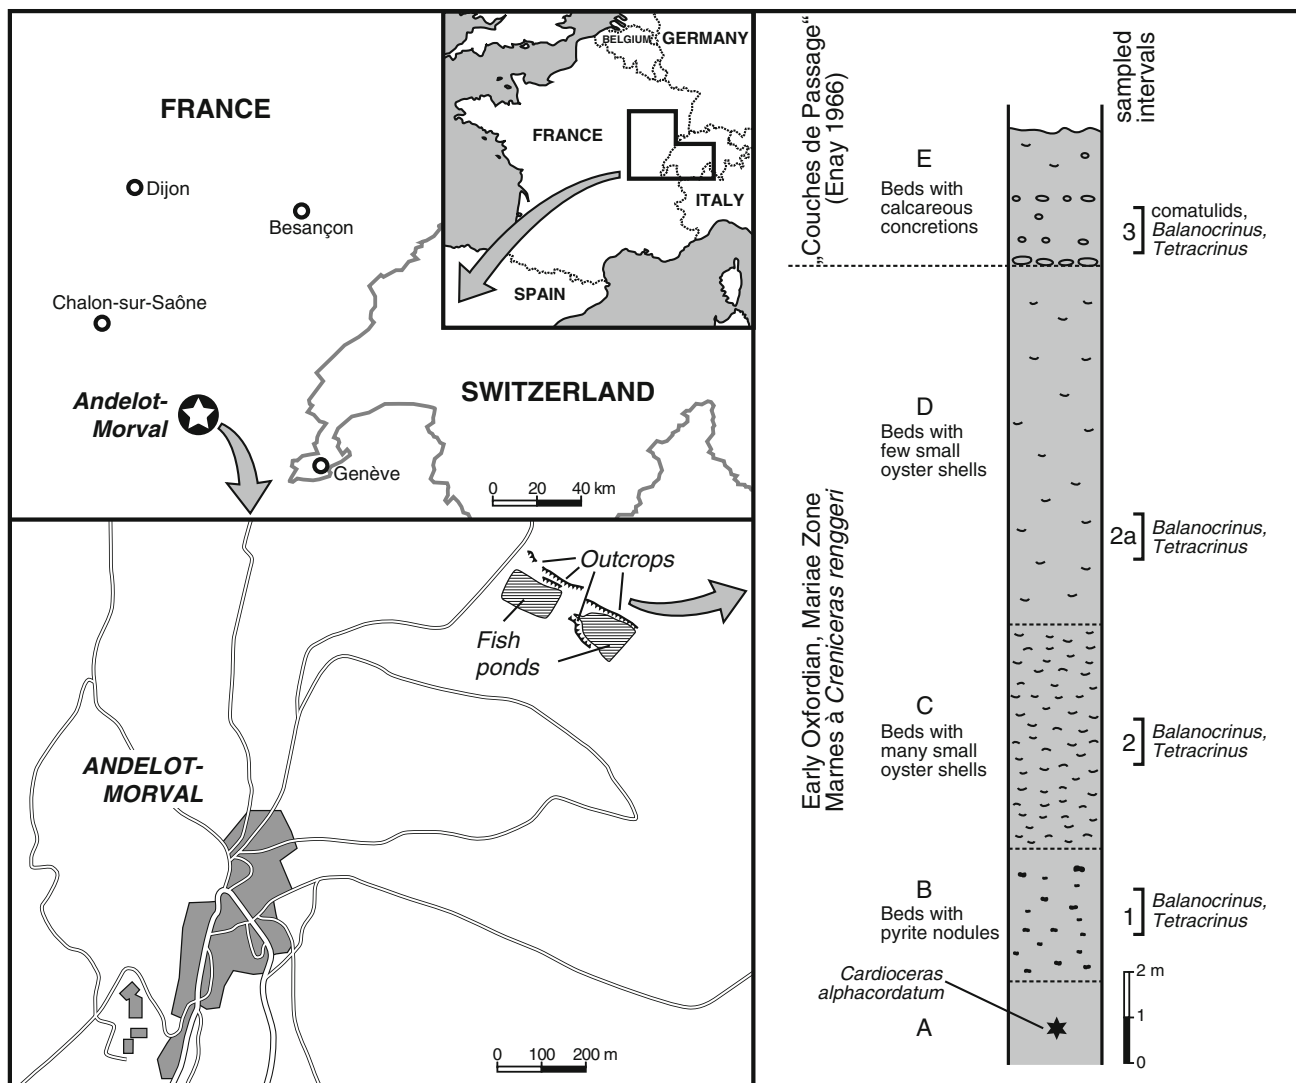 FRANCE
Dijon
Besançon
Chalon-sur-Saône
Andelot-
Morval
Genève
SWITZERLAND
0 20 40 km
BELGIUM
GERMANY
FRANCE
ITALY
SPAIN
Outcrops
Fish
ponds
ANDELOT-
MORVAL
0 100 200 m
„Couches de Passage“
(Enay 1966)
Early Oxfordian, Mariae Zone
Marnes à Creniceras renggeri
sampled
intervals
E
Beds with
calcareous
concretions
3
comatulids,
Balanocrinus,
Tetracrinus
D
Beds with
few small
oyster shells
2a
Balanocrinus,
Tetracrinus
C
Beds with
many small
oyster shells
2
Balanocrinus,
Tetracrinus
B
Beds with
pyrite nodules
1
Balanocrinus,
Tetracrinus
Cardioceras
alphacordatum
A
2 m
1
0